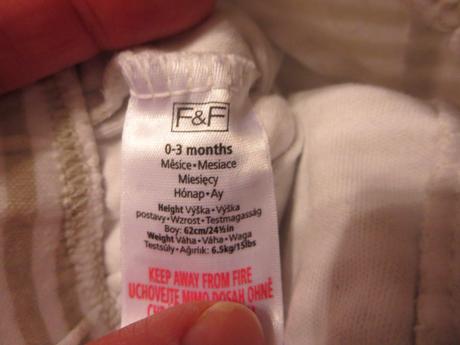 F&F
0-3 months
Měsíce • Mesiace
Miesięcy
Hónap • Ay
Height Výška • Výška
postavy • Wzrost • Testmagasság
Boy: 62cm/24½in
Weight Váha • Váha • Waga
Testsúly • Ağırlık: 6.5kg/15lbs
KEEP AWAY FROM FIRE
UCHOVEJTE MIMO DOSAH OHNĚ